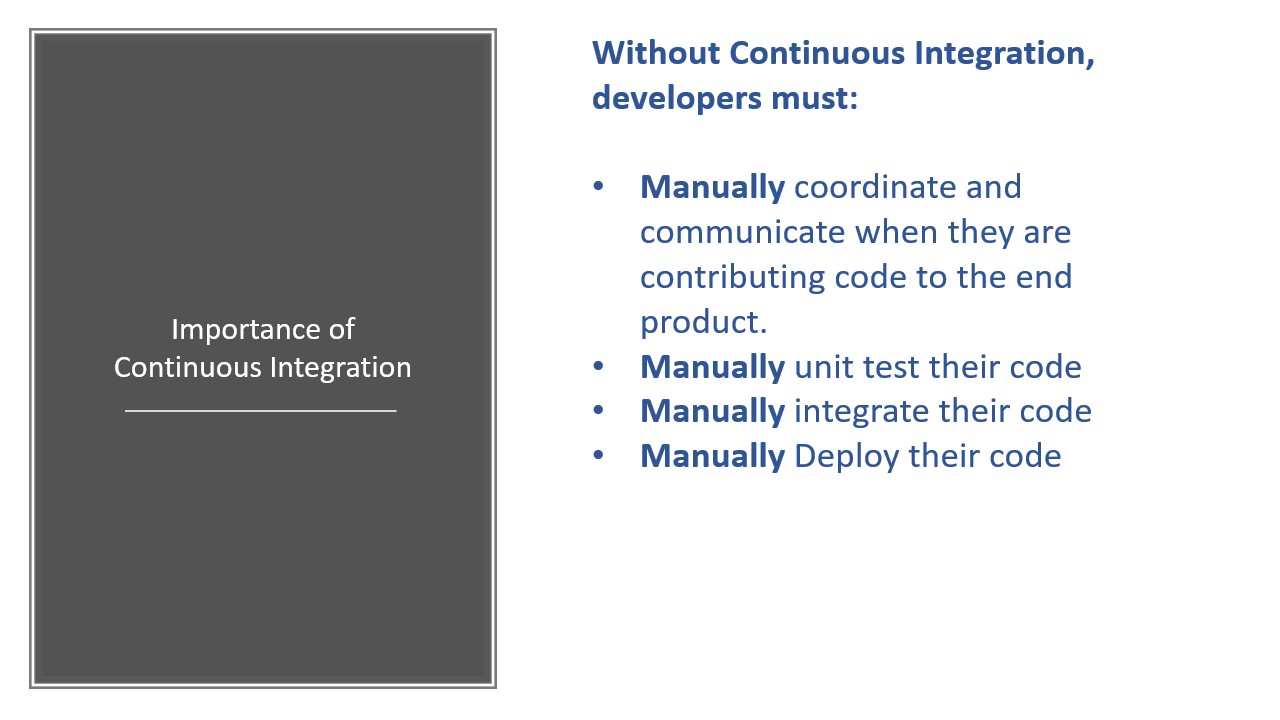 Importance of
Continuous Integration
Without Continuous Integration,
developers must:
• Manually coordinate and
communicate when they are
contributing code to the end
product.
• Manually unit test their code
• Manually integrate their code
• Manually Deploy their code